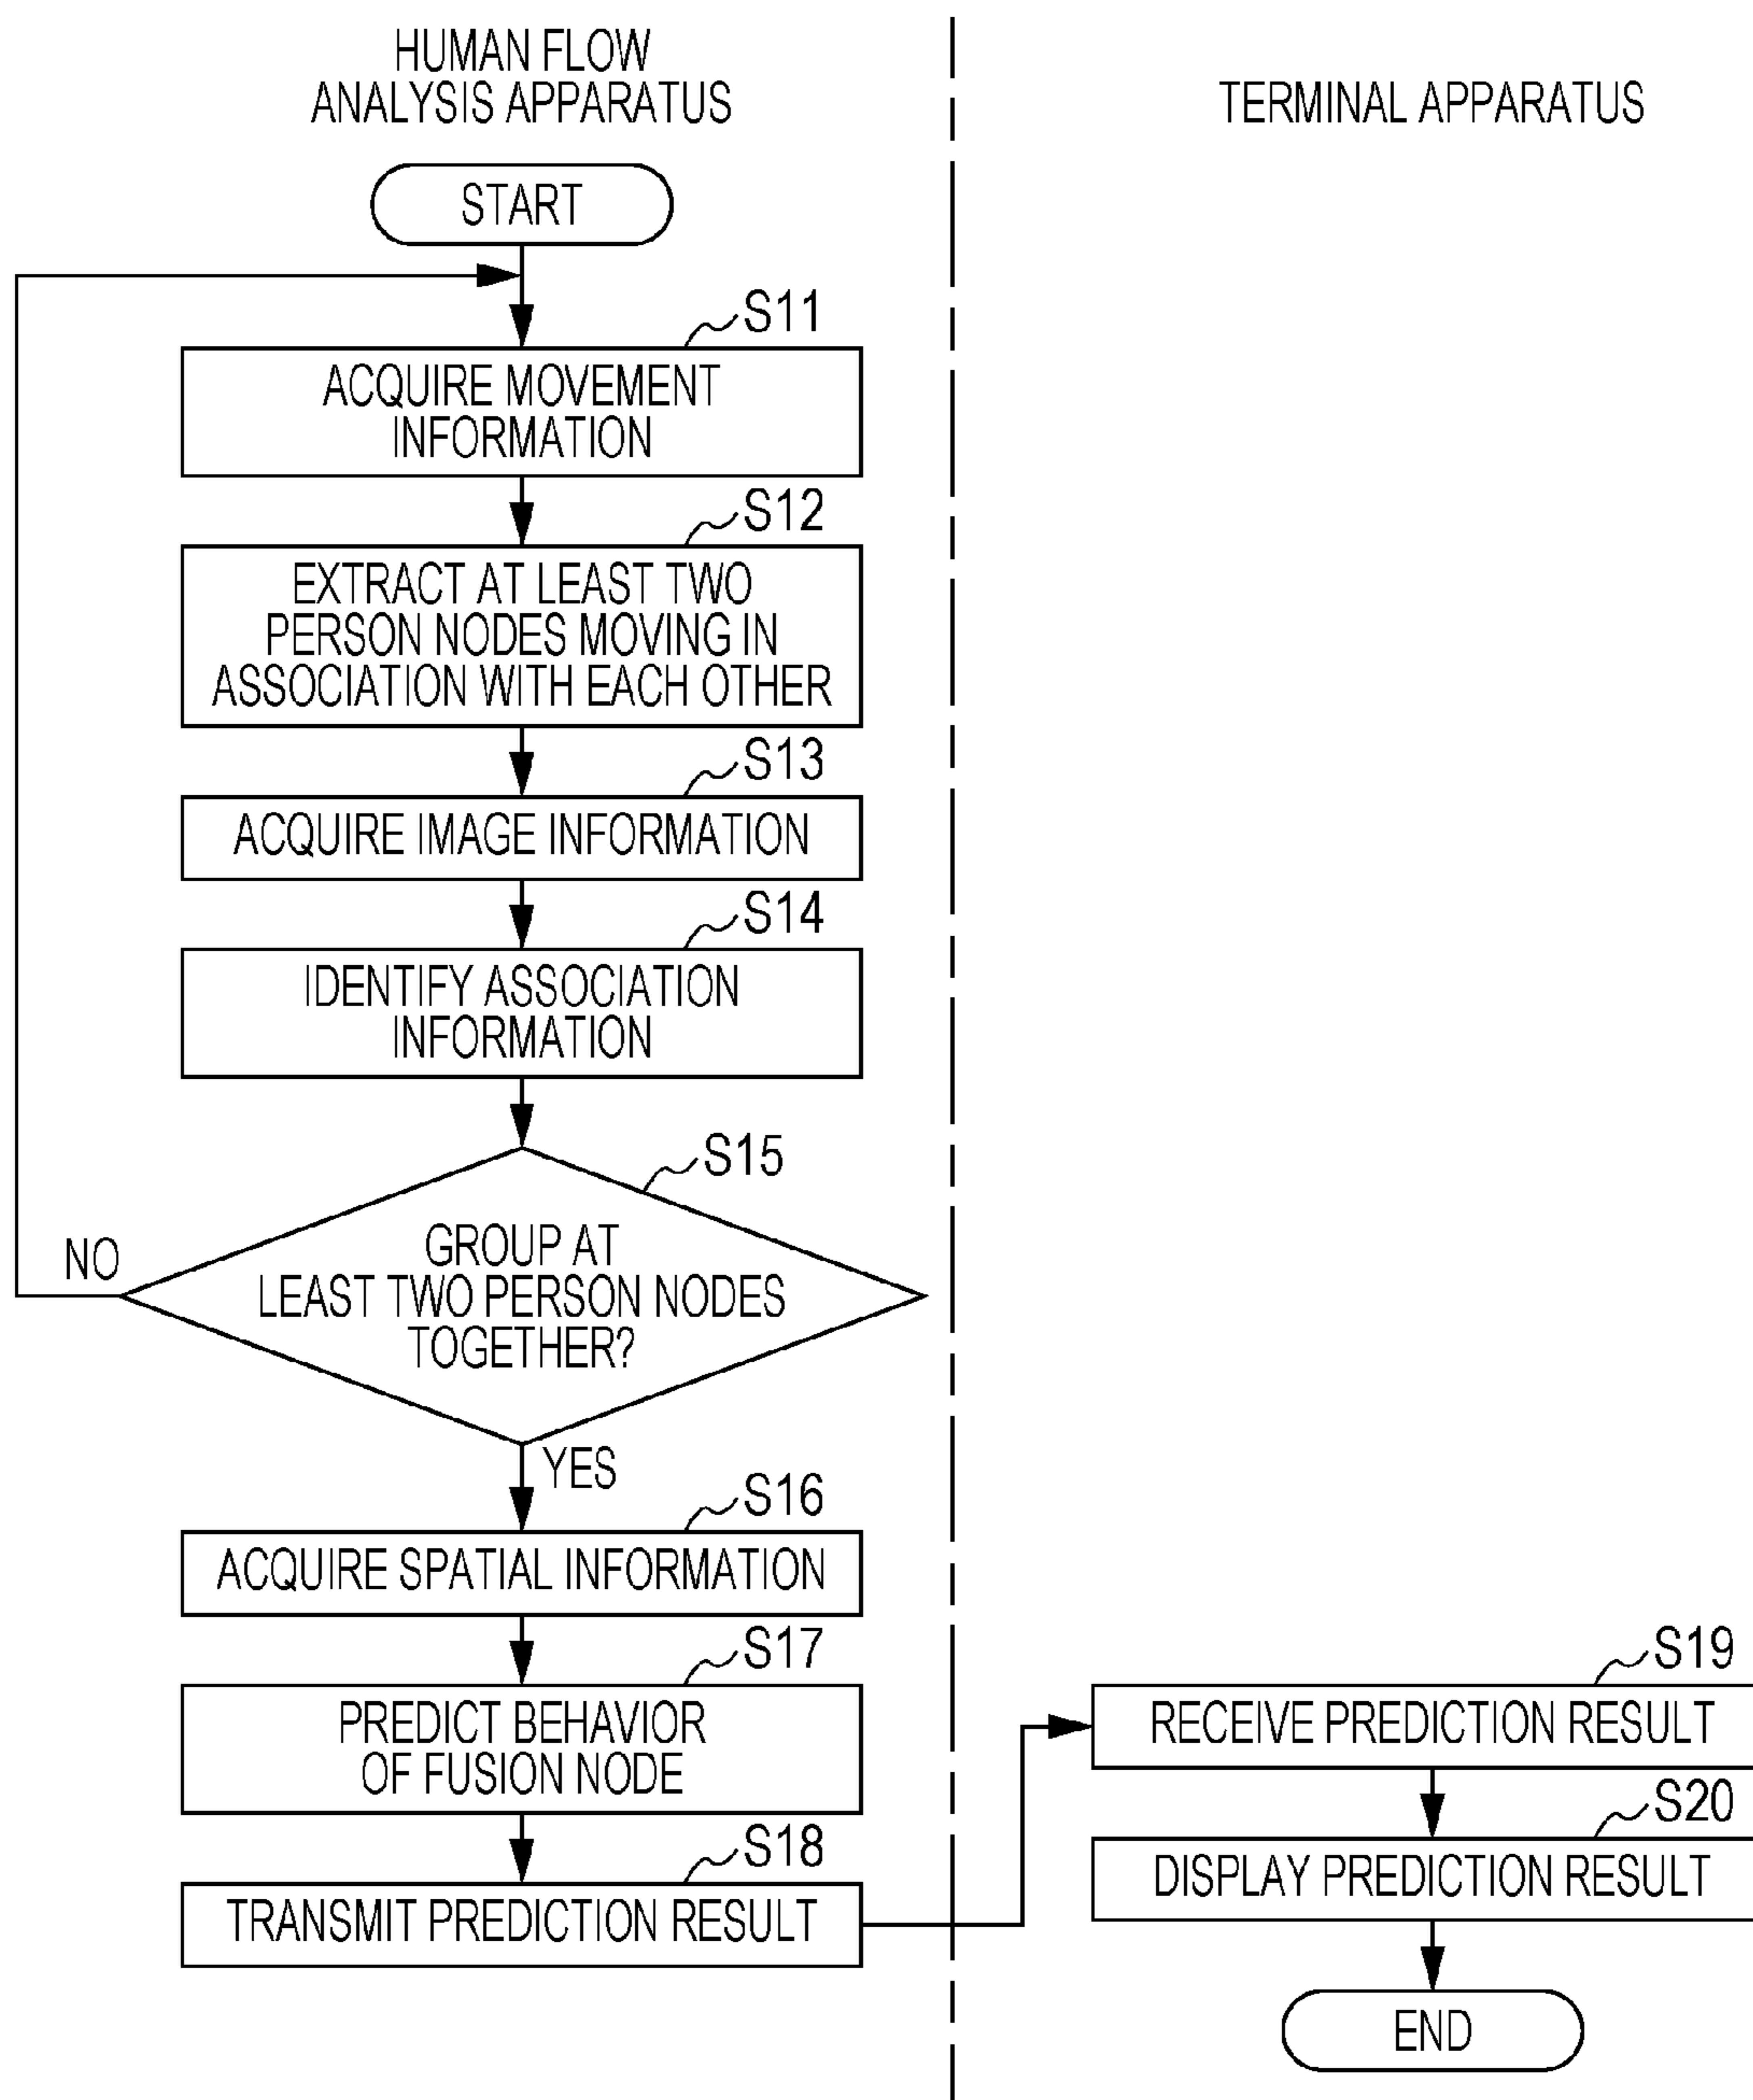 HUMAN FLOW
ANALYSIS APPARATUS
TERMINAL APPARATUS
START
S11
ACQUIRE MOVEMENT
INFORMATION
S12
EXTRACT AT LEAST TWO
PERSON NODES MOVING IN
ASSOCIATION WITH EACH OTHER
S13
ACQUIRE IMAGE INFORMATION
S14
IDENTIFY ASSOCIATION
INFORMATION
S15
GROUP AT
LEAST TWO PERSON NODES
TOGETHER?
NO
YES
S16
ACQUIRE SPATIAL INFORMATION
S17
PREDICT BEHAVIOR
OF FUSION NODE
S18
TRANSMIT PREDICTION RESULT
S19
RECEIVE PREDICTION RESULT
S20
DISPLAY PREDICTION RESULT
END